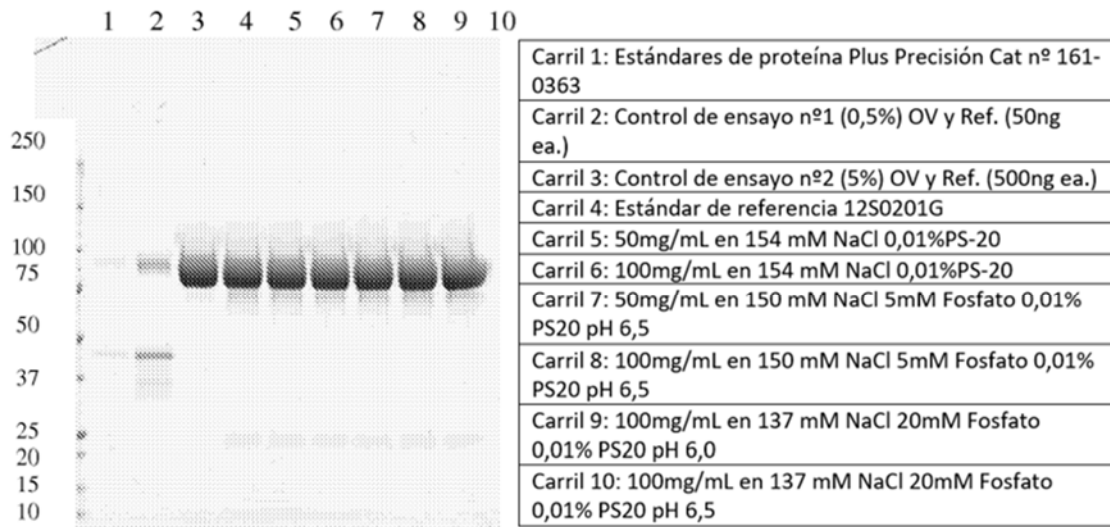 1 2 3 4 5 6 7 8 9 10
250
150
100
75
50
37
25
20
15
10
Carril 1: Estándares de proteína Plus Precisión Cat nº 161-
0363
Carril 2: Control de ensayo nº1 (0,5%) OV y Ref. (50ng
ea.)
Carril 3: Control de ensayo nº2 (5%) OV y Ref. (500ng ea.)
Carril 4: Estándar de referencia 12S0201G
Carril 5: 50mg/mL en 154 mM NaCl 0,01%PS-20
Carril 6: 100mg/mL en 154 mM NaCl 0,01%PS-20
Carril 7: 50mg/mL en 150 mM NaCl 5mM Fosfato 0,01%
PS20 pH 6,5
Carril 8: 100mg/mL en 150 mM NaCl 5mM Fosfato 0,01%
PS20 pH 6,5
Carril 9: 100mg/mL en 137 mM NaCl 20mM Fosfato
0,01% PS20 pH 6,0
Carril 10: 100mg/mL en 137 mM NaCl 20mM Fosfato
0,01% PS20 pH 6,5